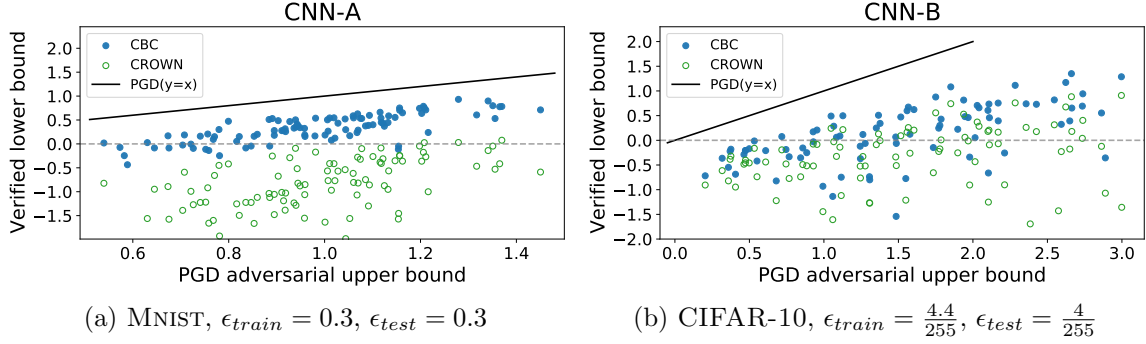 CNN-A
Verified lower bound
2.0
1.5
1.0
0.5
0.0
−0.5
−1.0
−1.5
CBC
CROWN
PGD(y=x)
0.6 0.8 1.0 1.2 1.4
PGD adversarial upper bound
(a) MNIST, ϵ_train = 0.3, ϵ_test = 0.3
CNN-B
Verified lower bound
2.0
1.5
1.0
0.5
0.0
−0.5
−1.0
−1.5
−2.0
CBC
CROWN
PGD(y=x)
0.0 0.5 1.0 1.5 2.0 2.5 3.0
PGD adversarial upper bound
(b) CIFAR-10, ϵ_train = 4.4/255, ϵ_test = 4/255